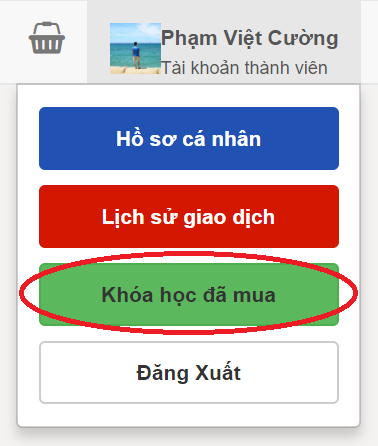 Phạm Việt Cường
Tài khoản thành viên
Hồ sơ cá nhân
Lịch sử giao dịch
Khóa học đã mua
Đăng Xuất